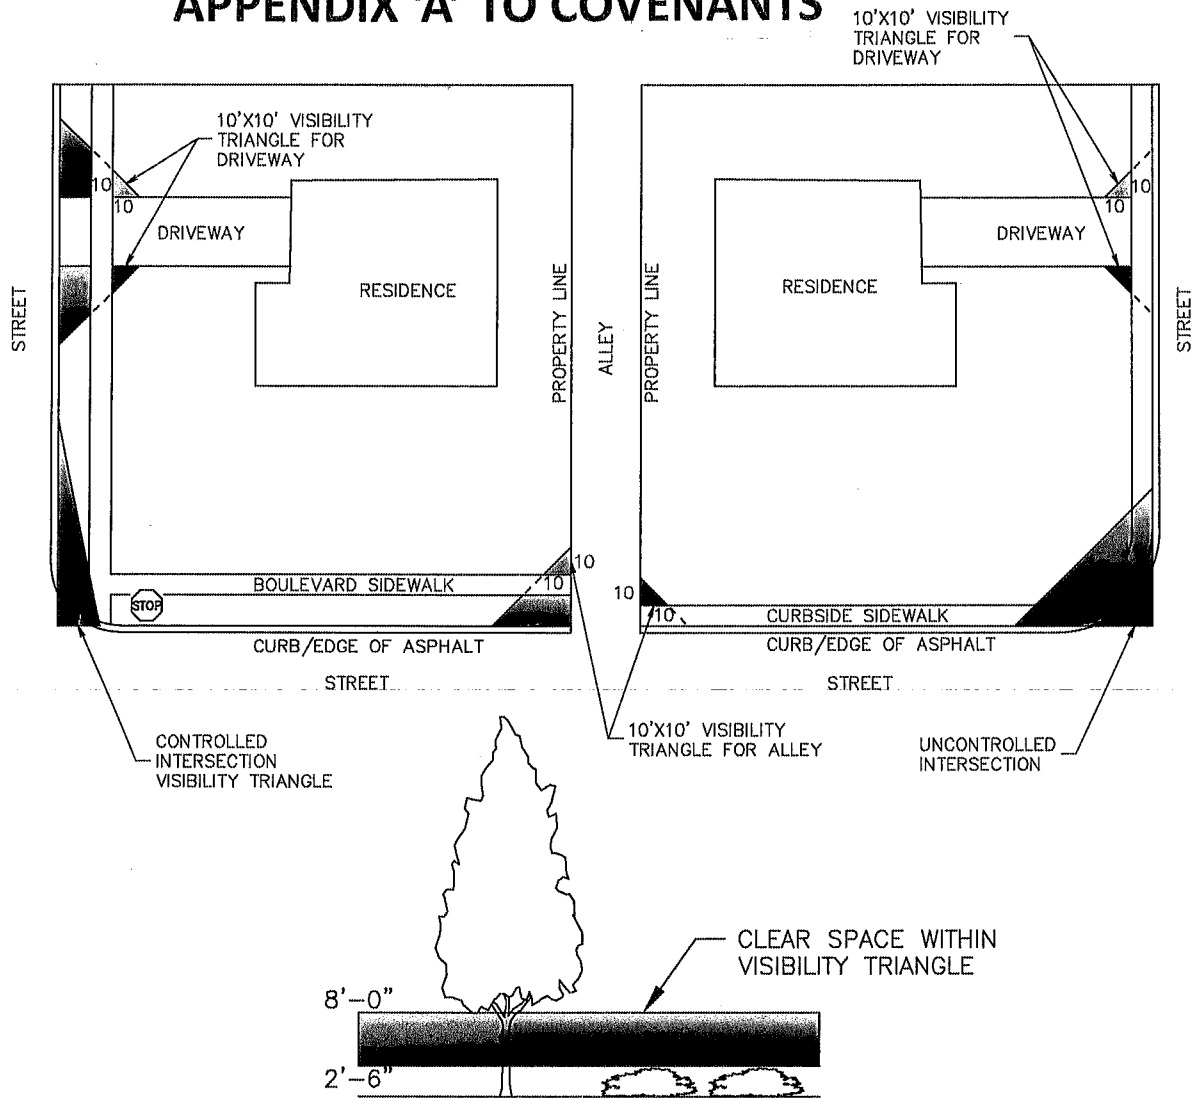 APPENDIX 'A' TO COVENANTS
10'X10' VISIBILITY
TRIANGLE FOR
DRIVEWAY
10'X10' VISIBILITY
TRIANGLE FOR
DRIVEWAY
10
10
10
10
DRIVEWAY
DRIVEWAY
RESIDENCE
RESIDENCE
STREET
PROPERTY LINE
ALLEY
PROPERTY LINE
STREET
10
10
10
10
BOULEVARD SIDEWALK
STOP
CURBSIDE SIDEWALK
CURB/EDGE OF ASPHALT
CURB/EDGE OF ASPHALT
STREET
STREET
CONTROLLED
INTERSECTION
VISIBILITY TRIANGLE
10'X10' VISIBILITY
TRIANGLE FOR ALLEY
UNCONTROLLED
INTERSECTION
CLEAR SPACE WITHIN
VISIBILITY TRIANGLE
8'-0"
2'-6"